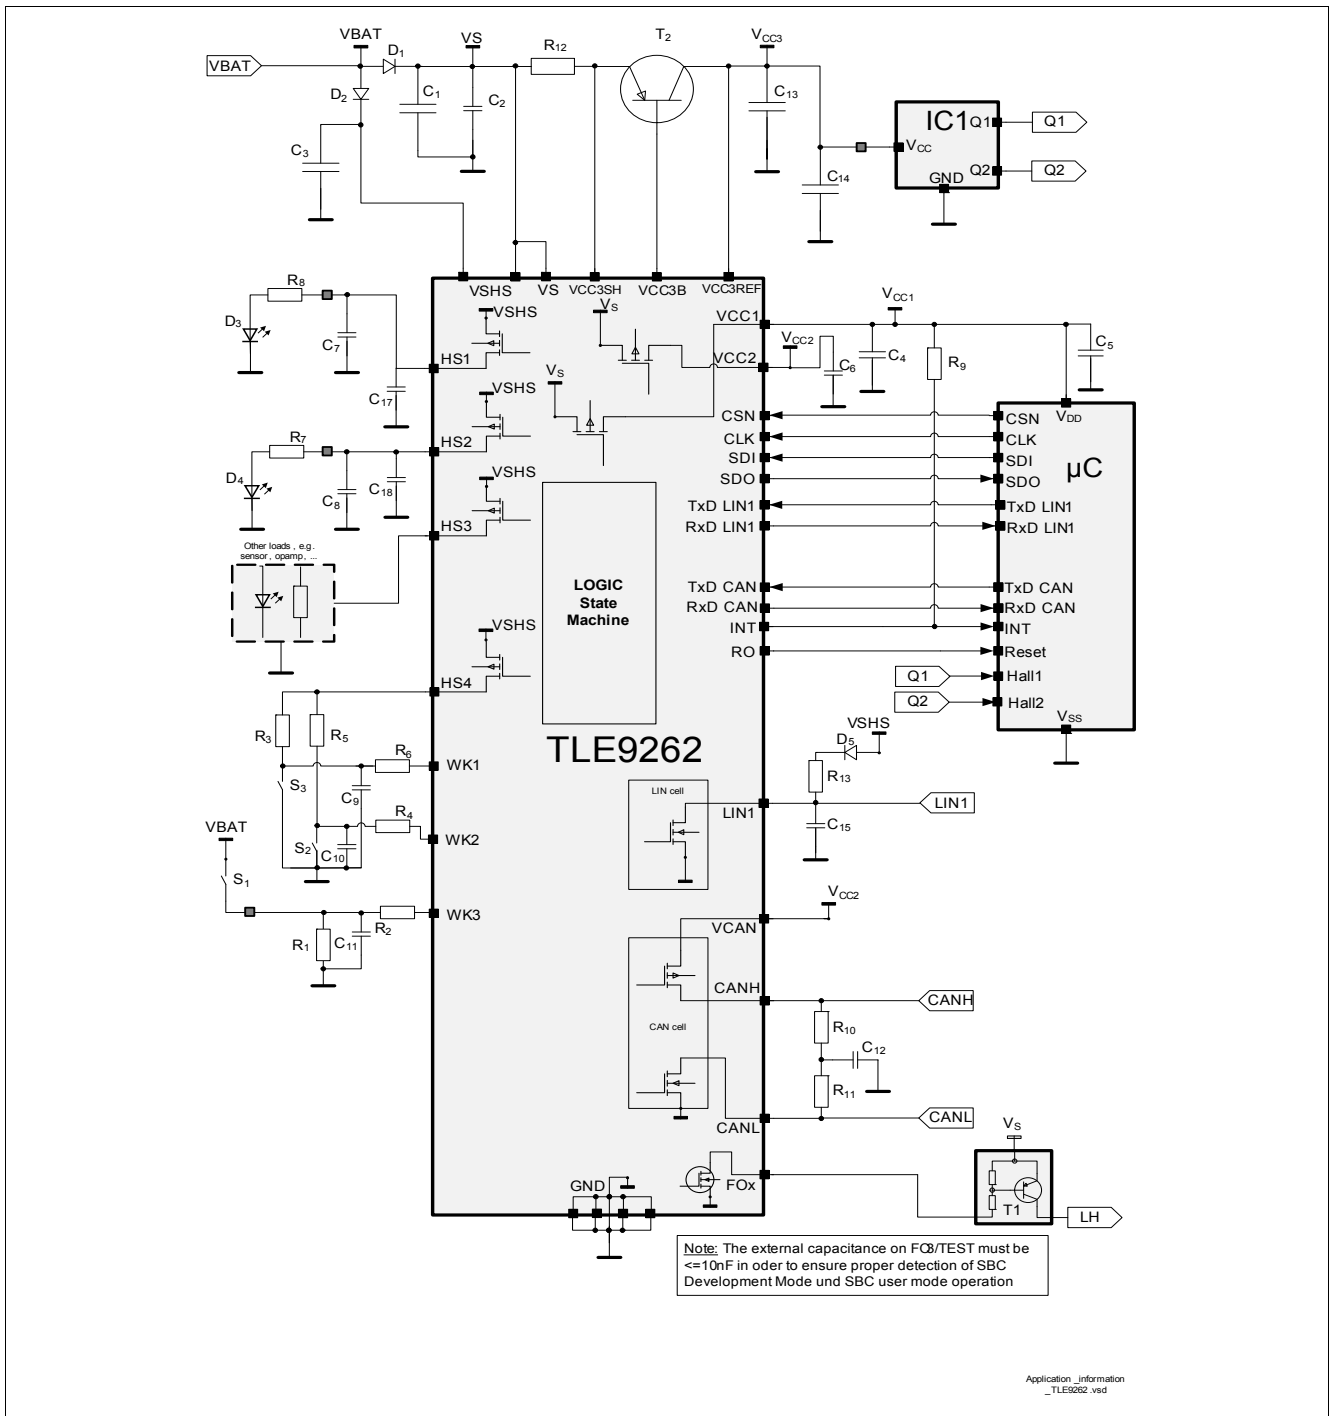 VBAT
VBAT
D1
VS
R12
T2
VCC3
D2
C1
C2
C13
C3
C14
IC1
VCC
GND
Q1
Q2
Q1
Q2
VSHS
VS
VCC3SH
VCC3B
VCC3REF
R8
D3
C7
C17
HS1
VSHS
VS
VS
VCC1
VCC2
VCC2
VCC1
C6
C4
R9
C5
R7
D4
C8
C18
HS2
VSHS
HS3
VSHS
Other loads , e.g.
sensor , opamp, ...
HS4
VSHS
LOGIC
State
Machine
TLE9262
CSN
CLK
SDI
SDO
TxD LIN1
RxD LIN1
TxD CAN
RxD CAN
INT
RO
VDD
CSN
CLK
SDI
SDO
µC
TxD LIN1
RxD LIN1
TxD CAN
RxD CAN
INT
Reset
Hall1
Hall2
VSS
Q1
Q2
R3
R5
R6
WK1
S3
C9
R4
S2
C10
WK2
VBAT
S1
R1
C11
R2
WK3
LIN cell
LIN1
VSHS
D5
R13
C15
LIN1
VCC2
VCAN
CAN cell
CANH
CANH
R10
C12
R11
CANL
CANL
FOx
VS
T1
LH
GND
Note: The external capacitance on FO3/TEST must be
<=10nF in oder to ensure proper detection of SBC
Development Mode und SBC user mode operation
Application _information
_TLE9262 .vsd